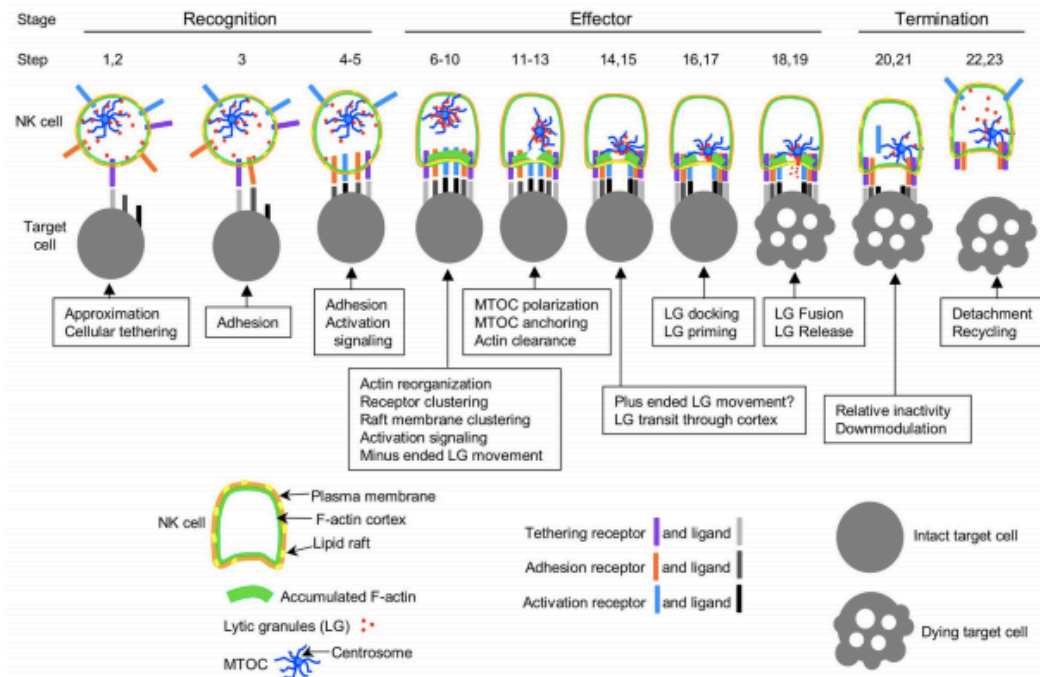 Stage Recognition Effector Termination
Step 1,2 3 4-5 6-10 11-13 14,15 16,17 18,19 20,21 22,23
NK cell
Target
cell
Approximation
Cellular tethering
Adhesion
Adhesion
Activation
signaling
Actin reorganization
Receptor clustering
Raft membrane clustering
Activation signaling
Minus ended LG movement
MTOC polarization
MTOC anchoring
Actin clearance
Plus ended LG movement?
LG transit through cortex
LG docking
LG priming
LG Fusion
LG Release
Relative inactivity
Downmodulation
Detachment
Recycling
NK cell
Plasma membrane
F-actin cortex
Lipid raft
Accumulated F-actin
Lytic granules (LG)
Centrosome
MTOC
Tethering receptor and ligand
Adhesion receptor and ligand
Activation receptor and ligand
Intact target cell
Dying target cell